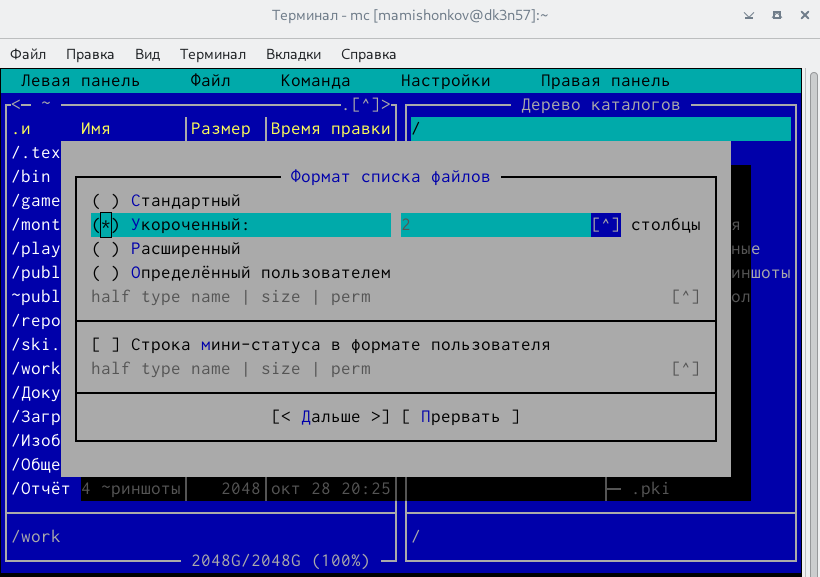 Терминал - mc [mamishonkov@dk3n57]:~
Файл Правка Вид Терминал Вкладки Справка
Левая панель Файл Команда Настройки Правая панель
<— ~ .[^]> Дерево каталогов
.и Имя Размер Время правки /
/.tex
/bin Формат списка файлов
/game ( ) Стандартный
/mont (*) Укороченный: 2 [^] столбцы я
/play ( ) Расширенный ные
/publ ( ) Определённый пользователем иншоты
~publ half type name | size | perm [^] ол
/repo
/ski. [ ] Строка мини-статуса в формате пользователя
/work half type name | size | perm [^]
/Доку
/Загр [< Дальше >] [ Прервать ]
/Изоб
/Обще
/Отчёт 4 ~риншоты 2048 окт 28 20:25 .pki
/work /
2048G/2048G (100%)